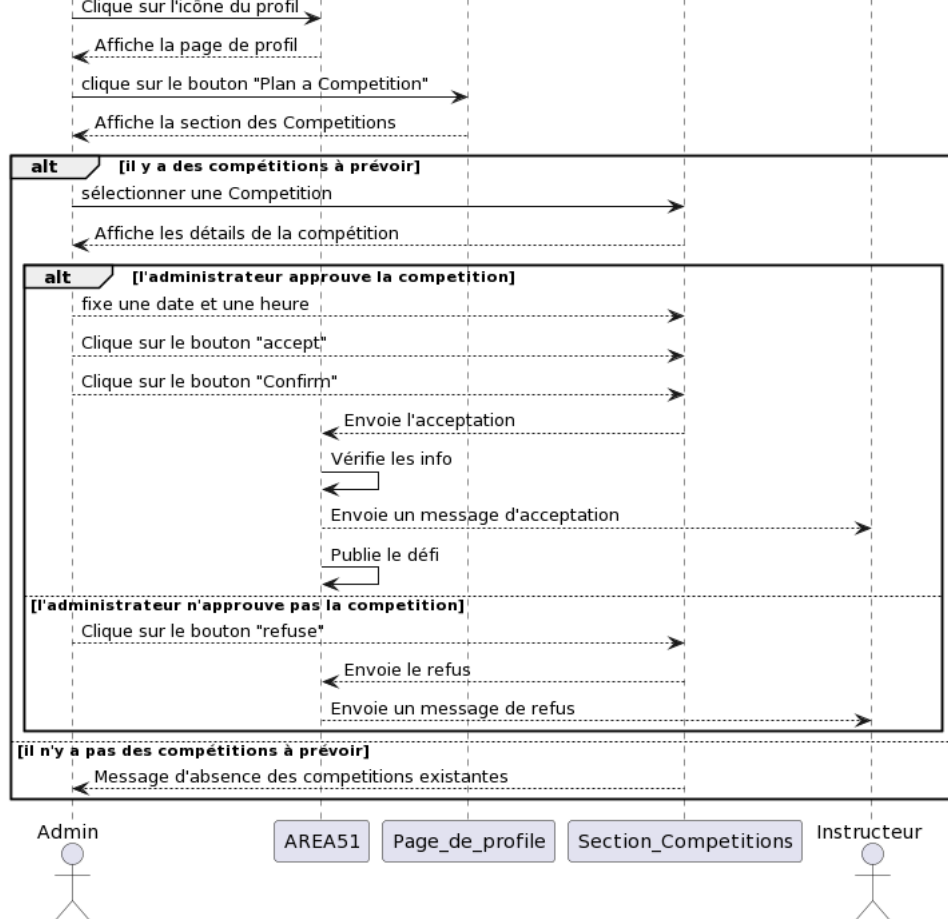 Clique sur l'icône du profil
Affiche la page de profil
clique sur le bouton "Plan a Competition"
Affiche la section des Competitions
alt [il y a des compétitions à prévoir]
sélectionner une Competition
Affiche les détails de la compétition
alt [l'administrateur approuve la competition]
fixe une date et une heure
Clique sur le bouton "accept"
Clique sur le bouton "Confirm"
Envoie l'acceptation
Vérifie les info
Envoie un message d'acceptation
Publie le défi
[l'administrateur n'approuve pas la competition]
Clique sur le bouton "refuse"
Envoie le refus
Envoie un message de refus
[il n'y a pas des compétitions à prévoir]
Message d'absence des competitions existantes
Admin AREA51 Page_de_profile Section_Competitions Instructeur